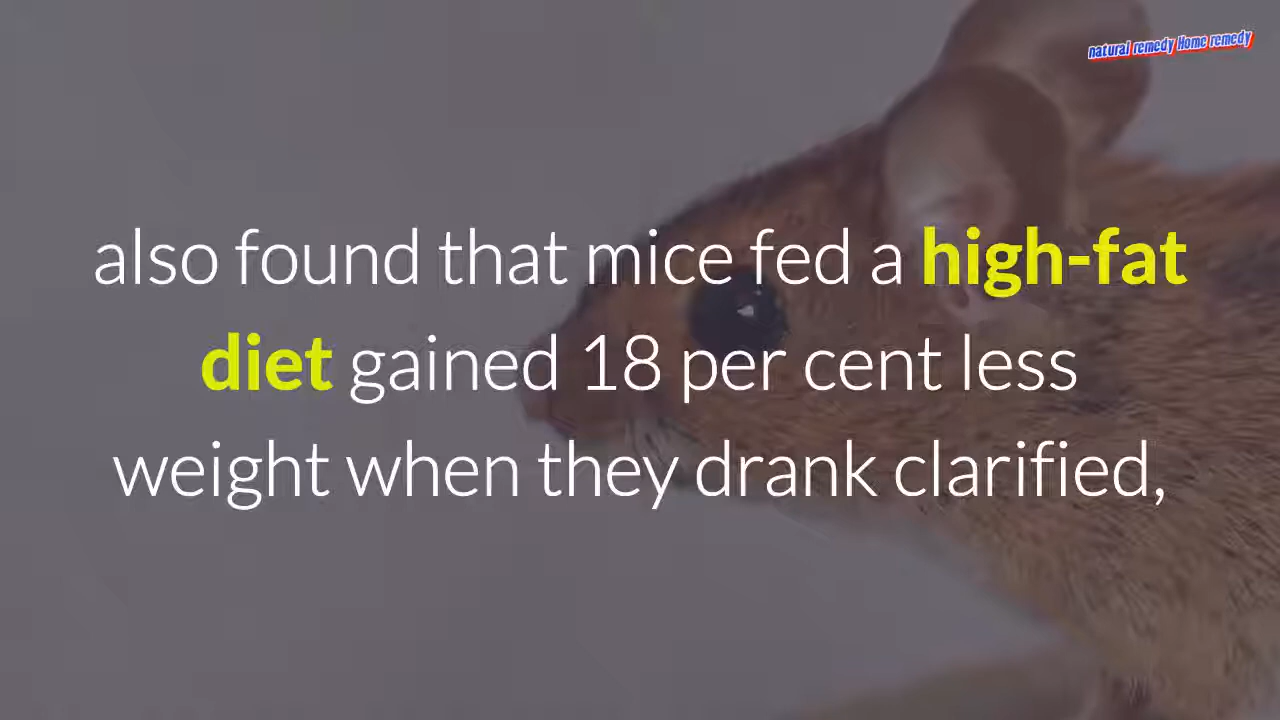 natural remedy Home remedy
also found that mice fed a high-fat
diet gained 18 per cent less
weight when they drank clarified,